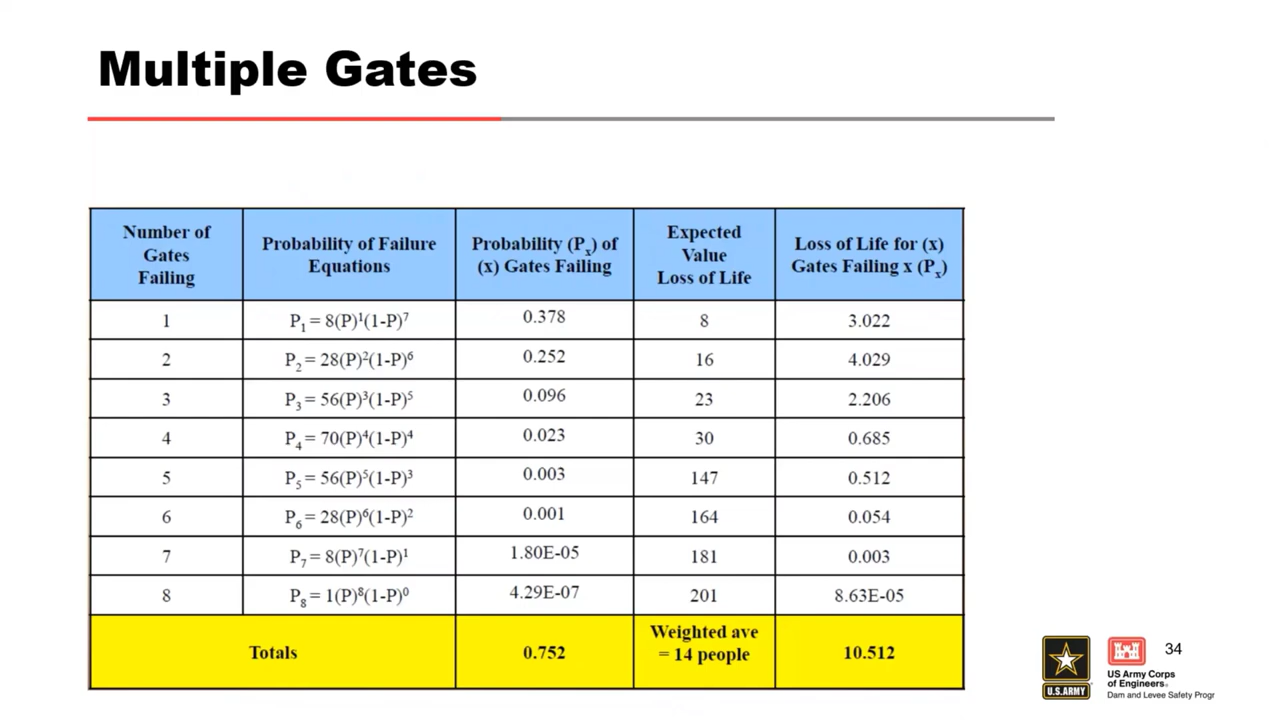 Multiple Gates
Number of Gates Failing | Probability of Failure Equations | Probability (Pₓ) of (x) Gates Failing | Expected Value Loss of Life | Loss of Life for (x) Gates Failing x (Pₓ)
1 | P₁ = 8(P)¹(1-P)⁷ | 0.378 | 8 | 3.022
2 | P₂ = 28(P)²(1-P)⁶ | 0.252 | 16 | 4.029
3 | P₃ = 56(P)³(1-P)⁵ | 0.096 | 23 | 2.206
4 | P₄ = 70(P)⁴(1-P)⁴ | 0.023 | 30 | 0.685
5 | P₅ = 56(P)⁵(1-P)³ | 0.003 | 147 | 0.512
6 | P₆ = 28(P)⁶(1-P)² | 0.001 | 164 | 0.054
7 | P₇ = 8(P)⁷(1-P)¹ | 1.80E-05 | 181 | 0.003
8 | P₈ = 1(P)⁸(1-P)⁰ | 4.29E-07 | 201 | 8.63E-05
Totals | 0.752 | Weighted ave = 14 people | 10.512
U.S.ARMY
US Army Corps
of Engineers®
Dam and Levee Safety Progr
34